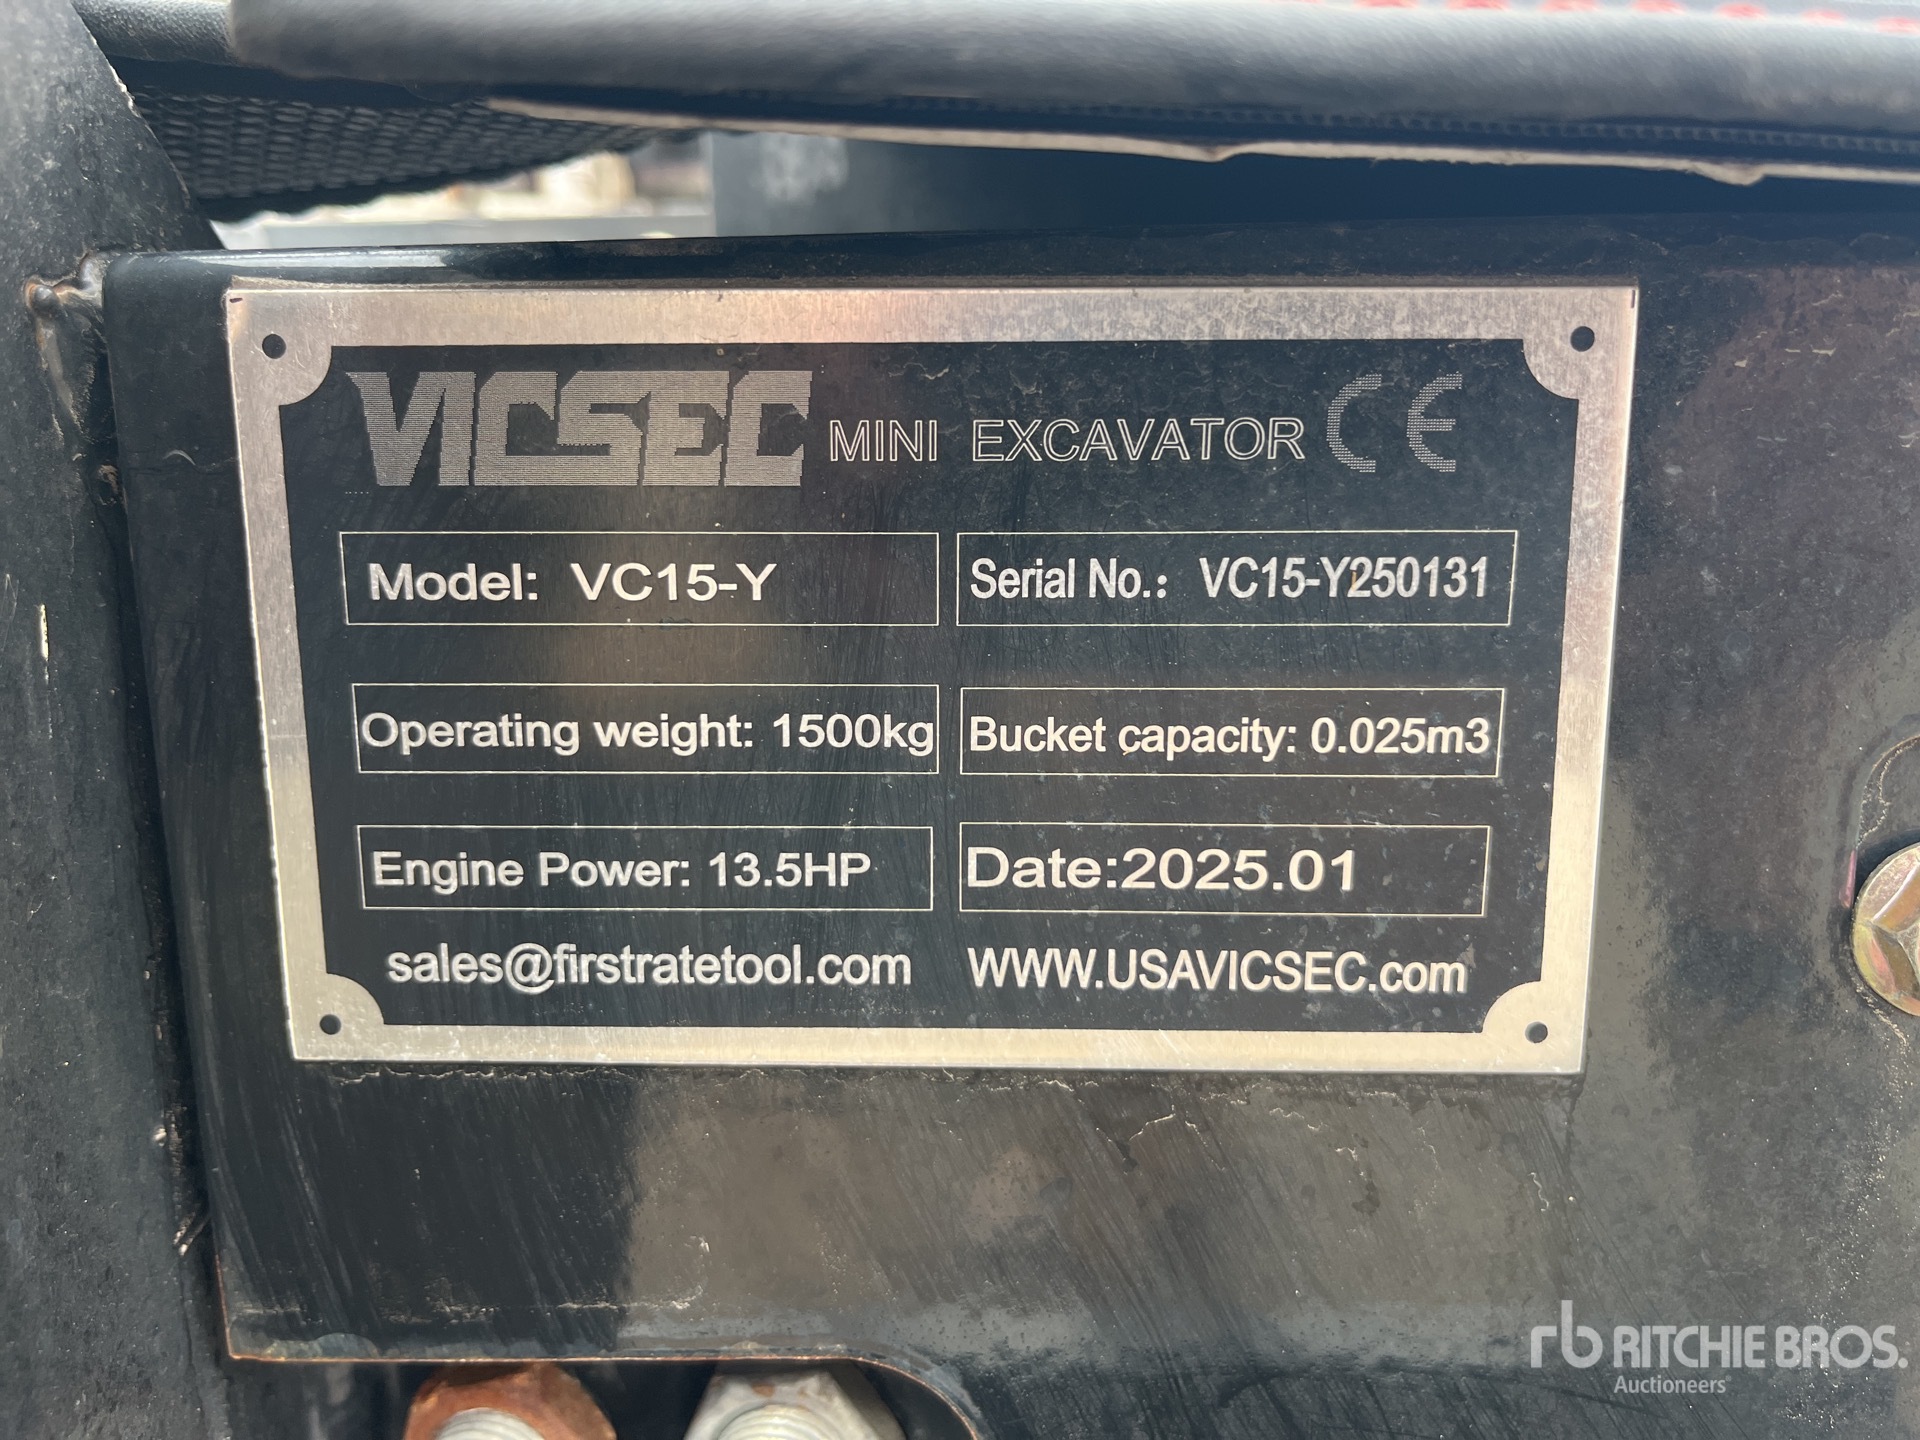 VICSEC MINI EXCAVATOR CE
Model: VC15-Y
Serial No.: VC15-Y250131
Operating weight: 1500kg
Bucket capacity: 0.025m3
Engine Power: 13.5HP
Date:2025.01
sales@firstratetool.com
WWW.USAVICSEC.com
rb RITCHIE BROS.
Auctioneers